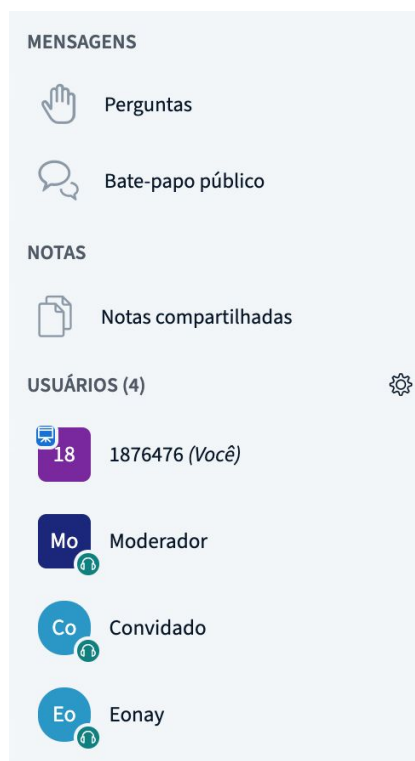 MENSAGENS
Perguntas
Bate-papo público
NOTAS
Notas compartilhadas
USUÁRIOS (4)
18 1876476 (Você)
Mo Moderador
Co Convidado
Eo Eonay